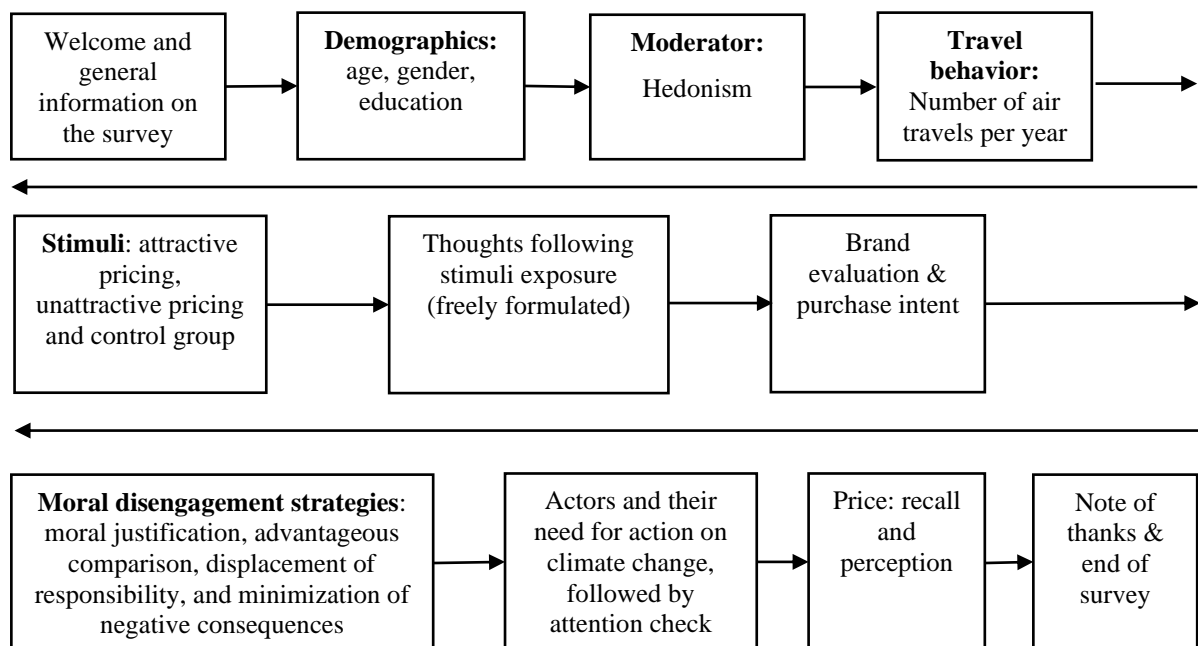 Welcome and
general
information on
the survey
Demographics:
age, gender,
education
Moderator:
Hedonism
Travel
behavior:
Number of air
travels per year
Stimuli: attractive
pricing,
unattractive pricing
and control group
Thoughts following
stimuli exposure
(freely formulated)
Brand
evaluation &
purchase intent
Moral disengagement strategies:
moral justification, advantageous
comparison, displacement of
responsibility, and minimization of
negative consequences
Actors and their
need for action on
climate change,
followed by
attention check
Price: recall
and
perception
Note of
thanks &
end of
survey